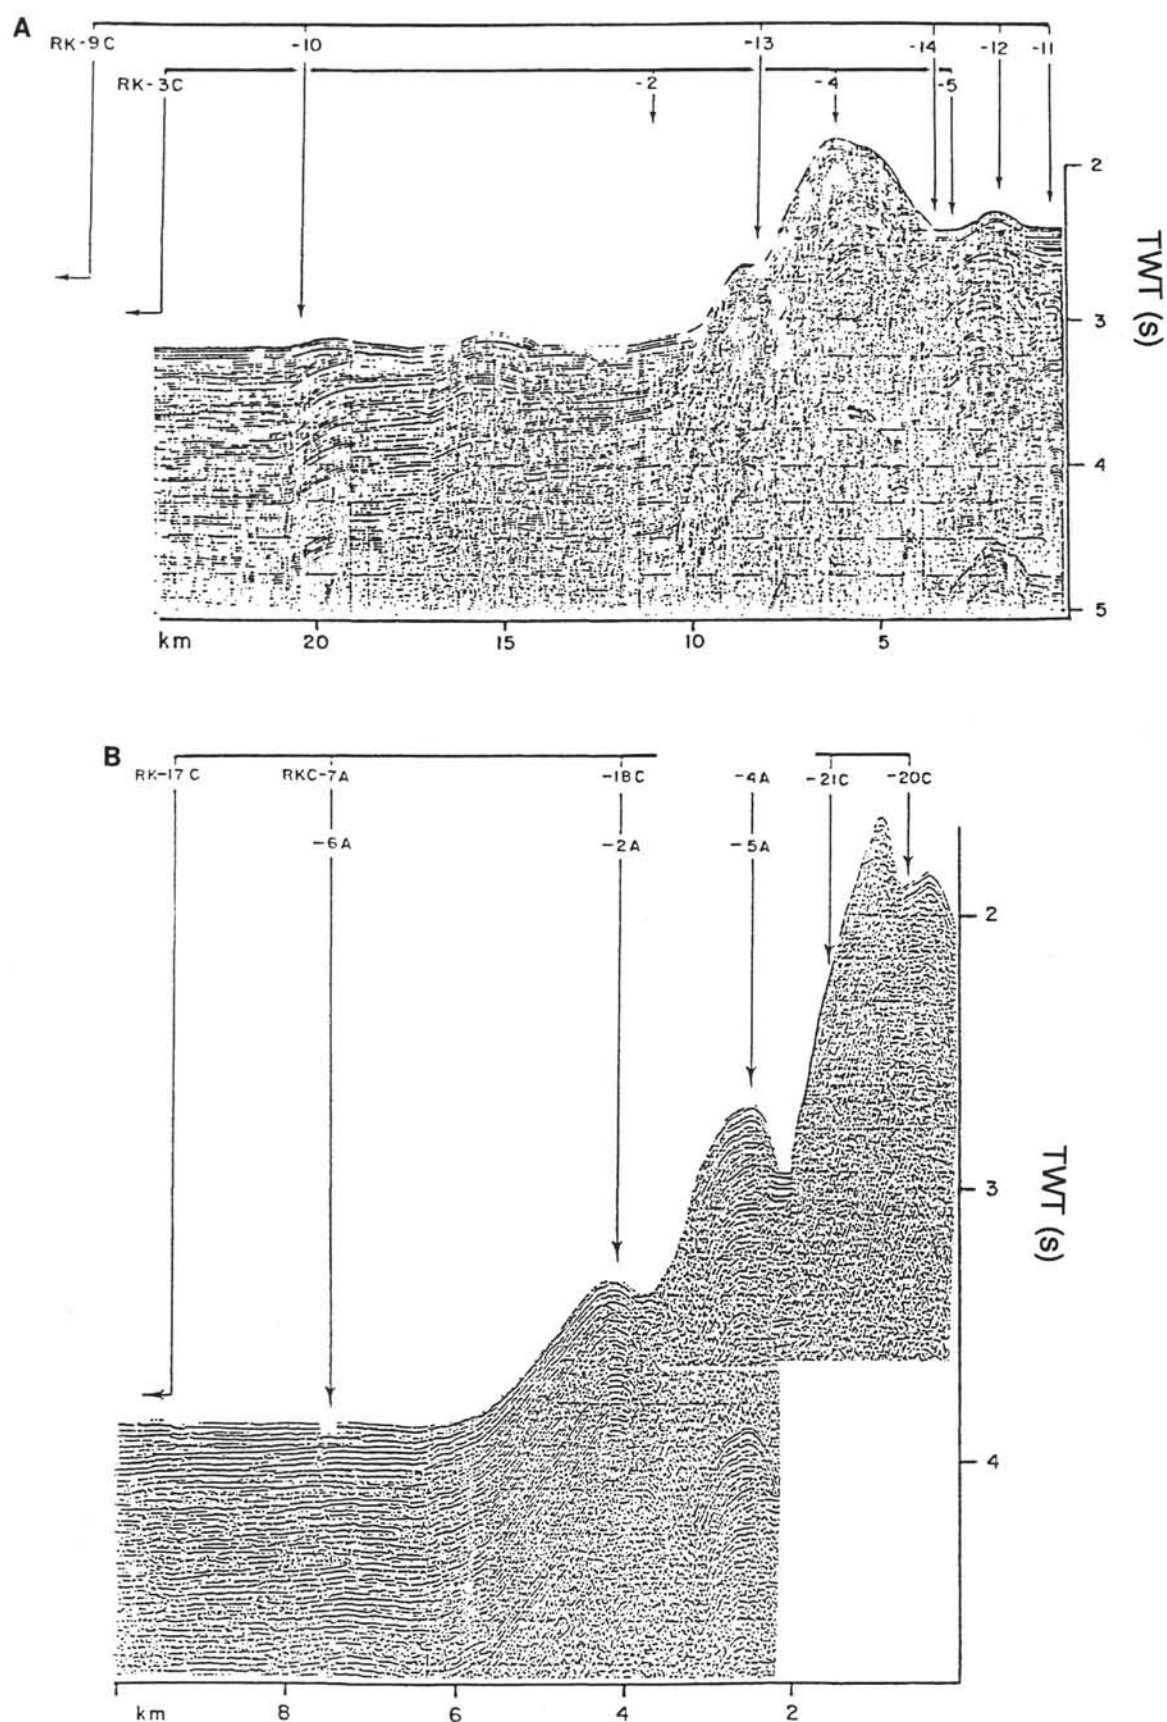 A
RK-9C -10 -13 -14 -12 -11
RK-3C -2 -4 -5
2
3
4
5
TWT (s)
km 20 15 10 5
B
RK-17C RKC-7A -18C -4A -21C -20C
-6A -2A -5A
2
3
4
TWT (s)
km 8 6 4 2